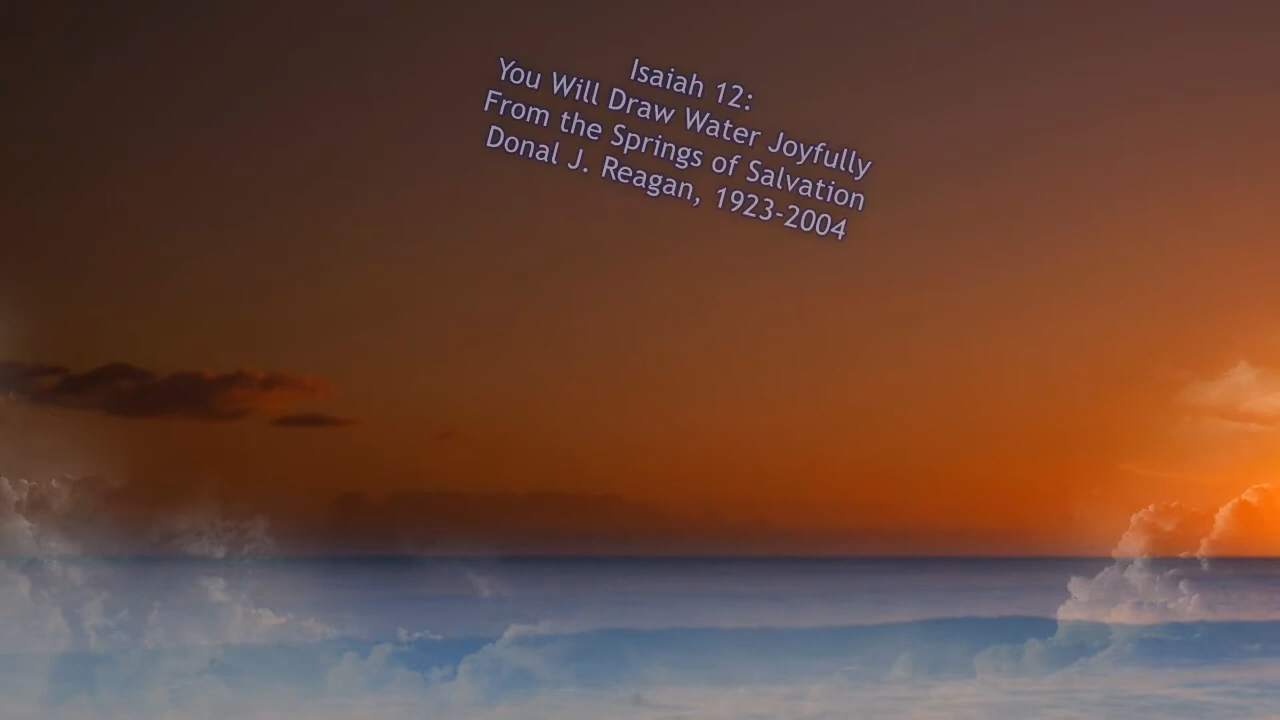 Isaiah 12:
You Will Draw Water Joyfully
From the Springs of Salvation
Donal J. Reagan, 1923-2004